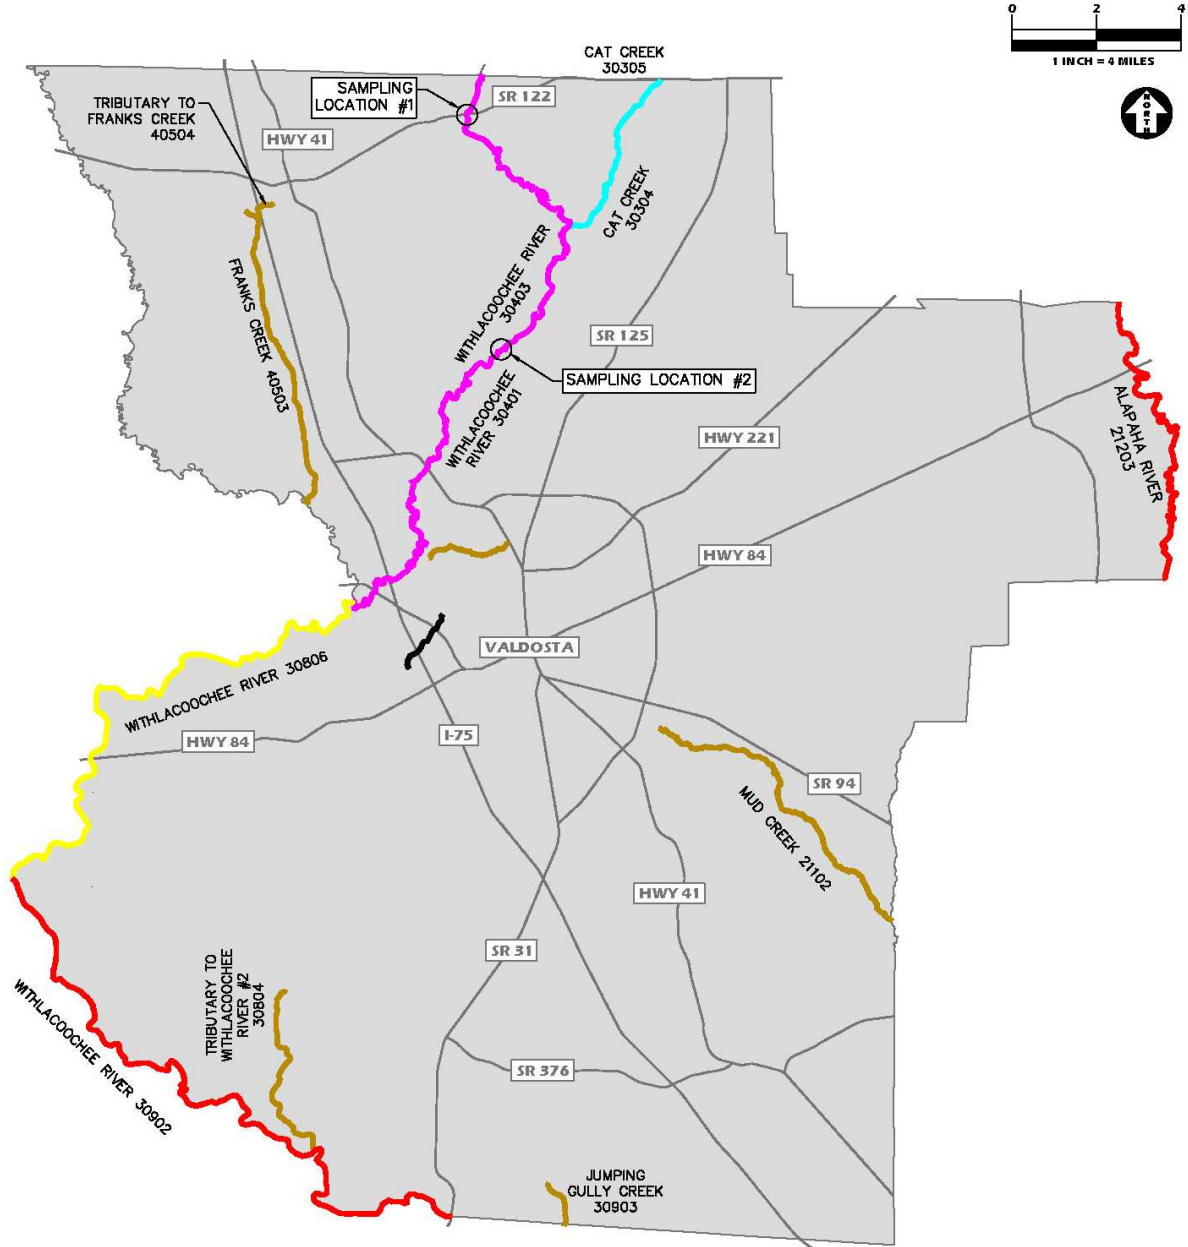 0 2 4
1 INCH = 4 MILES
NORTH
CAT CREEK
30305
SAMPLING
LOCATION #1
SR 122
TRIBUTARY TO
FRANKS CREEK
40504
HWY 41
CAT CREEK
30304
WITHLACOOCHEE RIVER
30403
FRANKS CREEK 40503
SR 125
SAMPLING LOCATION #2
WITHLACOOCHEE
RIVER 30401
ALAPAHA RIVER
21203
HWY 221
HWY 84
VALDOSTA
WITHLACOOCHEE RIVER 30806
HWY 84
I-75
SR 94
MUD CREEK 21102
HWY 41
SR 31
TRIBUTARY TO
WITHLACOOCHEE
RIVER #2
30804
WITHLACOOCHEE RIVER 30902
SR 376
JUMPING
GULLY CREEK
30903